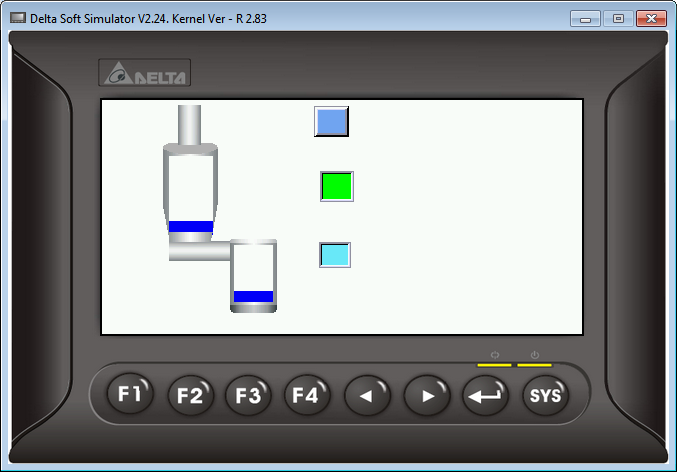 Delta Soft Simulator V2.24. Kernel Ver - R 2.83
DELTA
F1 F2 F3 F4 SYS